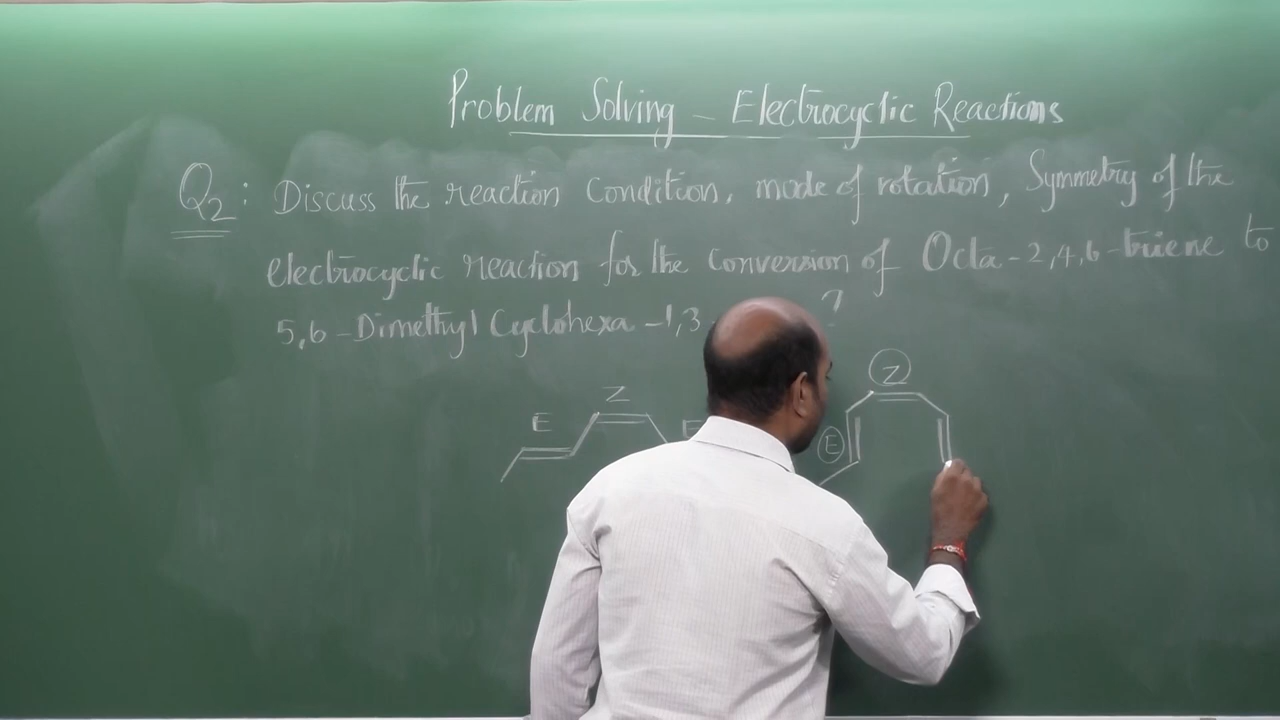 Problem Solving - Electrocyclic Reactions
Q2: Discuss the reaction Condition, mode of rotation, Symmetry of the
electrocyclic reaction for the conversion of Octa-2,4,6-triene to
5,6-Dimethyl Cyclohexa-1,3 ?
Z
Z
E
E
E